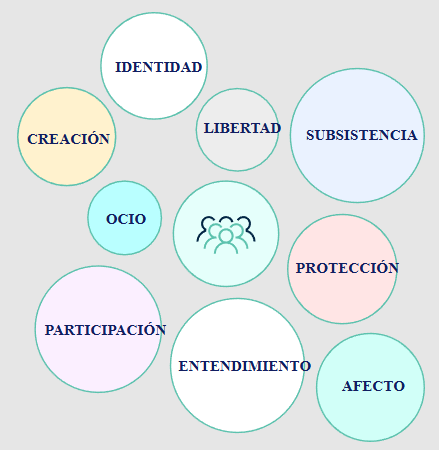 IDENTIDAD
LIBERTAD
CREACIÓN
SUBSISTENCIA
OCIO
PROTECCIÓN
PARTICIPACIÓN
ENTENDIMIENTO
AFECTO